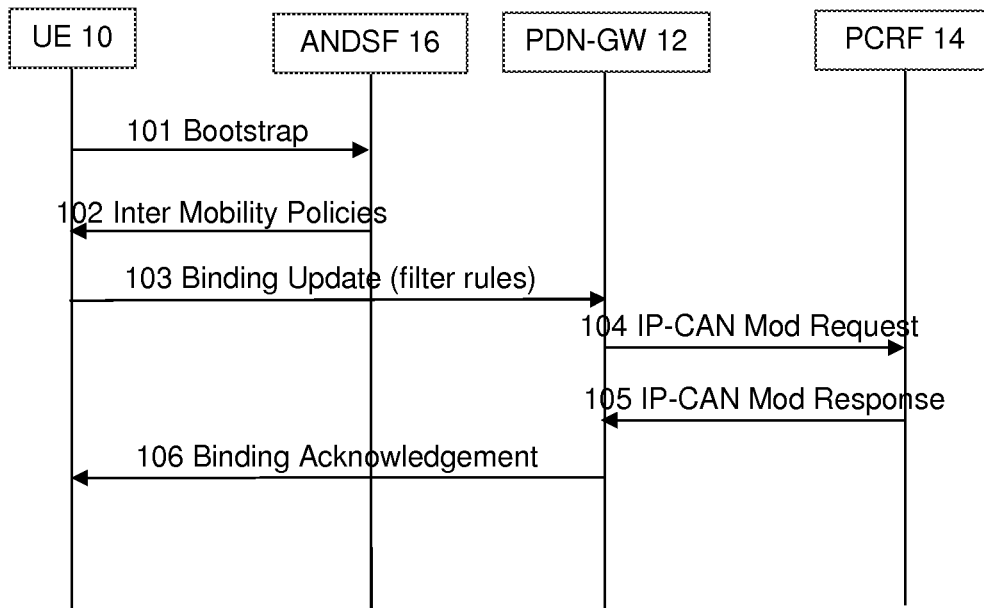 UE 10
ANDSF 16
PDN-GW 12
PCRF 14
101 Bootstrap
102 Inter Mobility Policies
103 Binding Update (filter rules)
104 IP-CAN Mod Request
105 IP-CAN Mod Response
106 Binding Acknowledgement